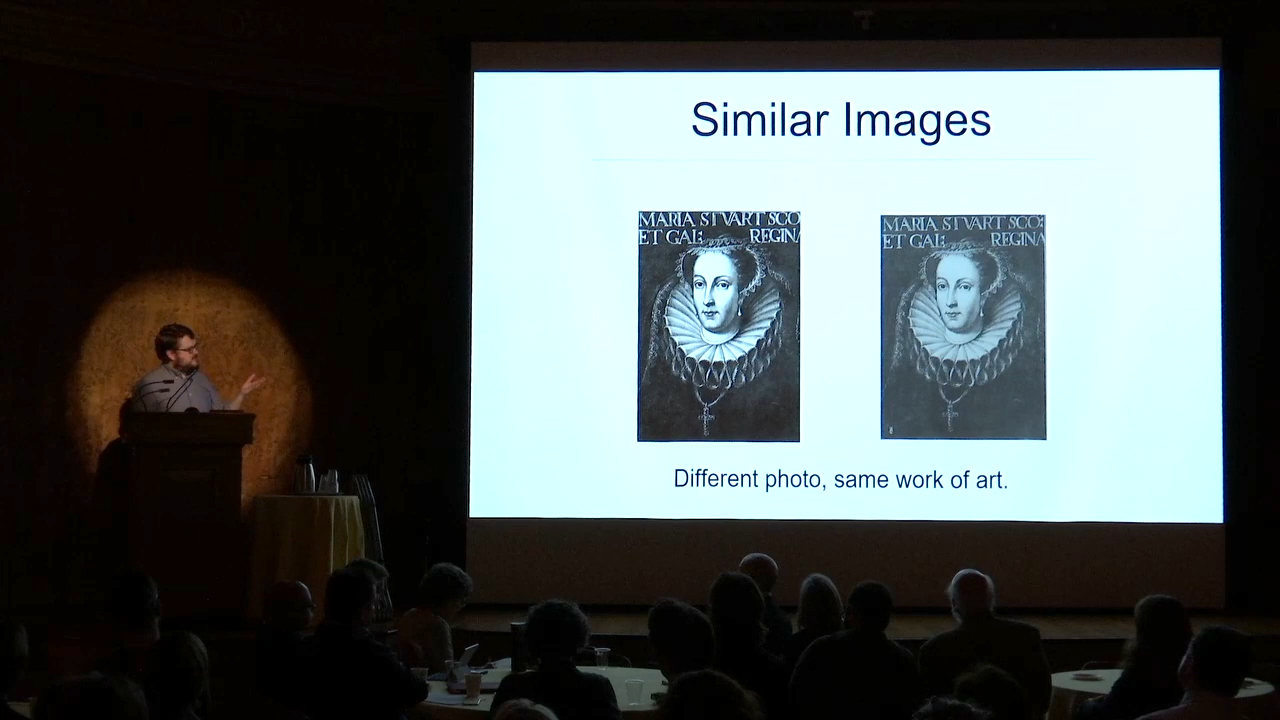 Similar Images
MARIA STVART SCO
ET GAL: REGINA
MARIA STVART SCO:
ET GAL: REGINA
Different photo, same work of art.